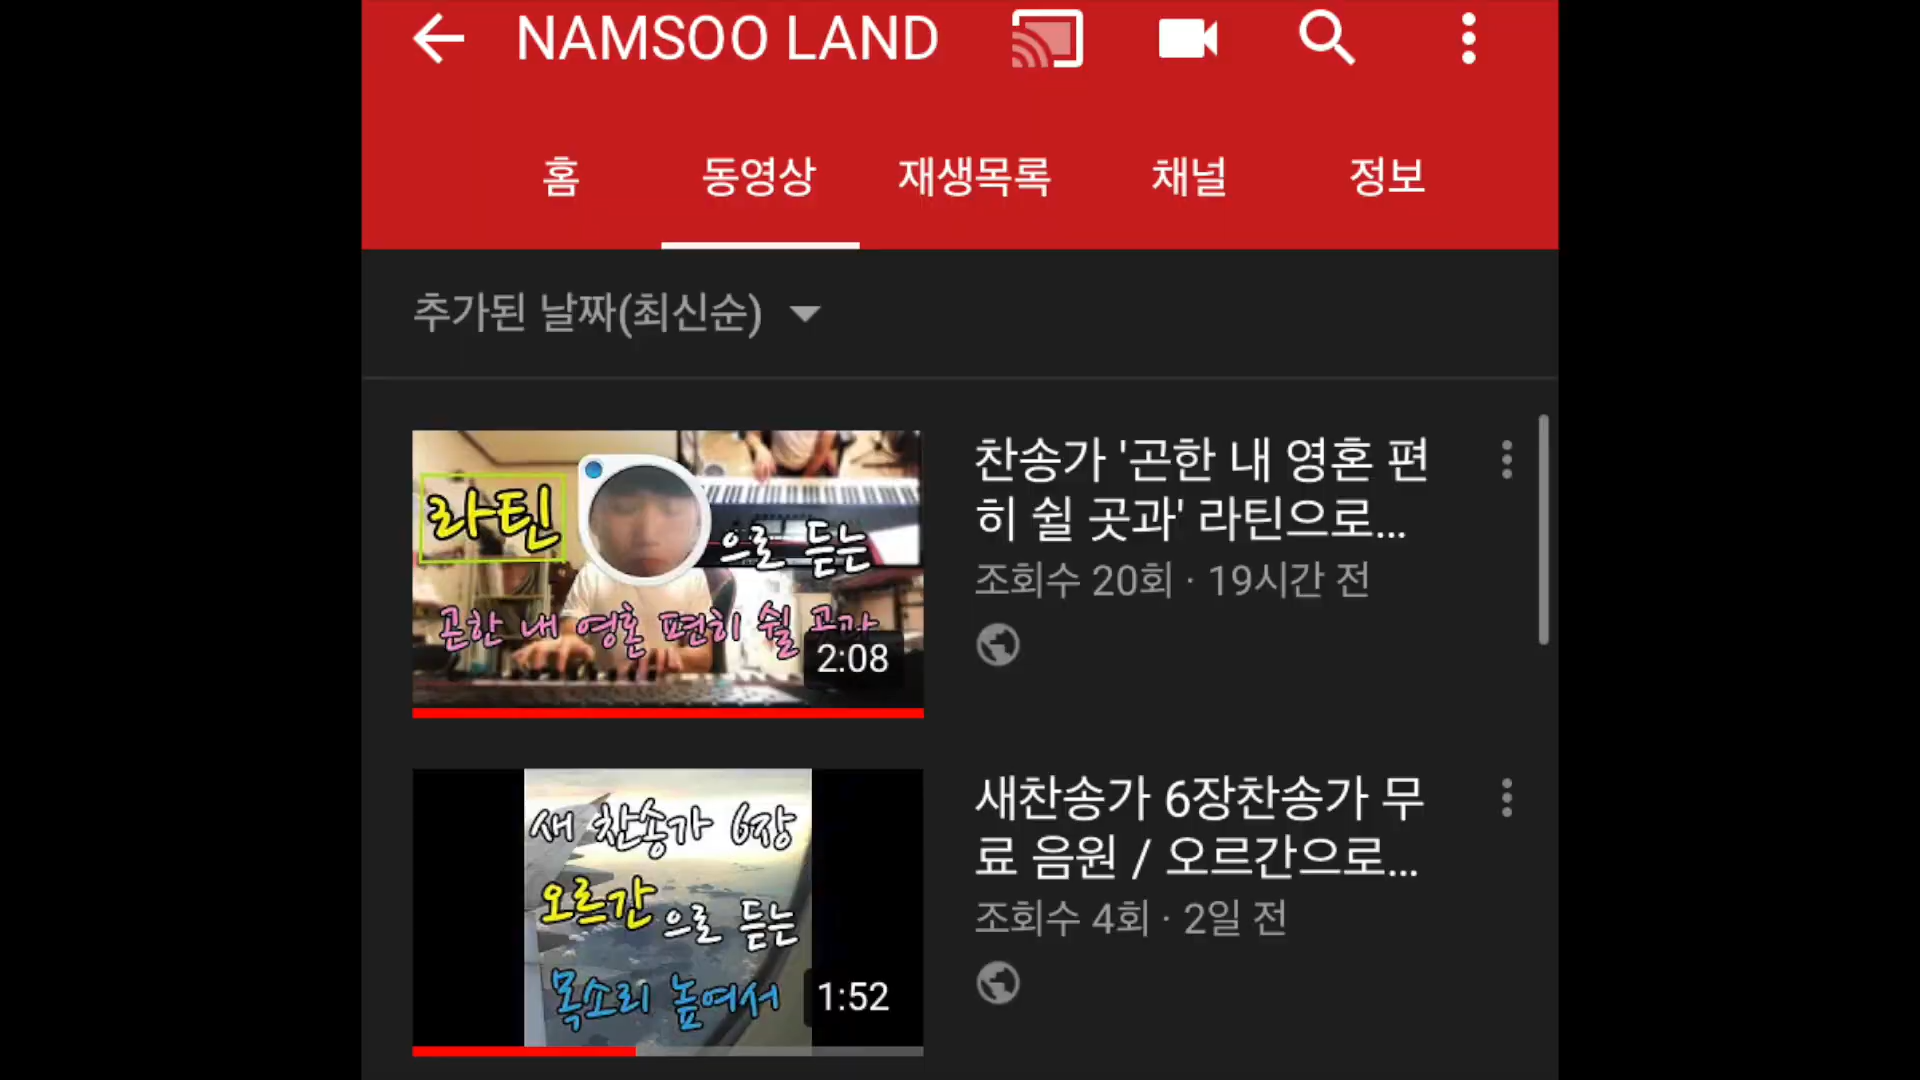 NAMSOO LAND
홈 동영상 재생목록 채널 정보
추가된 날짜(최신순)
라틴
으로 듣는
곤한 내 영혼 편히 쉴 곳과
2:08
찬송가 '곤한 내 영혼 편
히 쉴 곳과' 라틴으로...
조회수 20회 · 19시간 전
새 찬송가 6장
오르간으로 듣는
목소리 높여서
1:52
새찬송가 6장찬송가 무
료 음원 / 오르간으로...
조회수 4회 · 2일 전